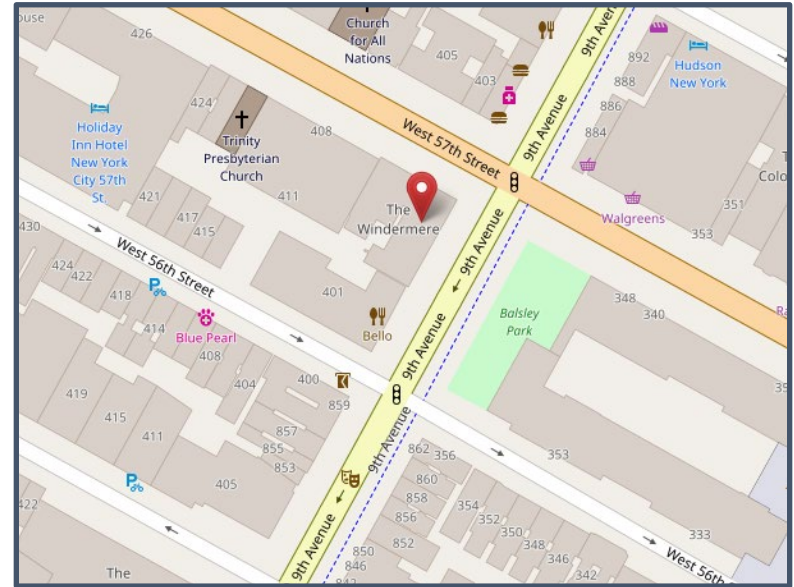 ouse
426
Church
for All
Nations
405
403
9th Avenue
892
888
886
884
Hudson
New York
424
Holiday
Inn Hotel
New York
City 57th
St.
Trinity
Presbyterian
Church
408
West 57th Street
9th Avenue
Walgreens
351
353
Colo
421
417
415
411
The
Windermere
9th Avenue
430
West 56th Street
424
422
418
414
Blue Pearl
408
404
400
401
Bello
9th Avenue
Balsley
Park
348
340
859
857
855
853
419
415
411
405
9th Avenue
862
356
860
858
856
852
354
352
350
348
346
342
353
333
West 56th
422
The
9th Avenue
850
846